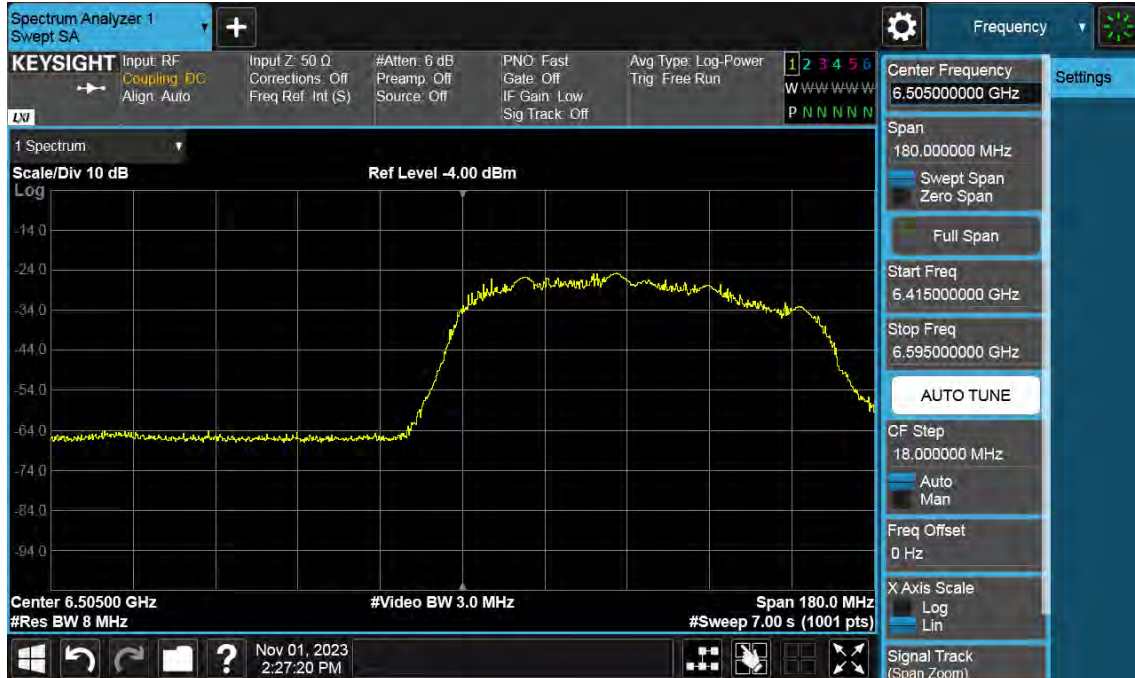 Spectrum Analyzer 1
Swept SA
+
Frequency
KEYSIGHT
Input: RF
Coupling: DC
Align: Auto
Input Z: 50 Ω
Corrections: Off
Freq Ref: Int (S)
#Atten: 6 dB
Preamp: Off
Source: Off
PNO: Fast
Gate: Off
IF Gain: Low
Sig Track: Off
Avg Type: Log-Power
Trig: Free Run
1 2 3 4 5 6
W W W W W W
P N N N N N
LXI
1 Spectrum
Scale/Div 10 dB
Ref Level -4.00 dBm
Log
-14.0
-24.0
-34.0
-44.0
-54.0
-64.0
-74.0
-84.0
-94.0
Center 6.50500 GHz
#Video BW 3.0 MHz
Span 180.0 MHz
#Res BW 8 MHz
#Sweep 7.00 s (1001 pts)
?
Nov 01, 2023
2:27:20 PM
Center Frequency
6.505000000 GHz
Settings
Span
180.000000 MHz
Swept Span
Zero Span
Full Span
Start Freq
6.415000000 GHz
Stop Freq
6.595000000 GHz
AUTO TUNE
CF Step
18.000000 MHz
Auto
Man
Freq Offset
0 Hz
X Axis Scale
Log
Lin
Signal Track
(Span Zoom)